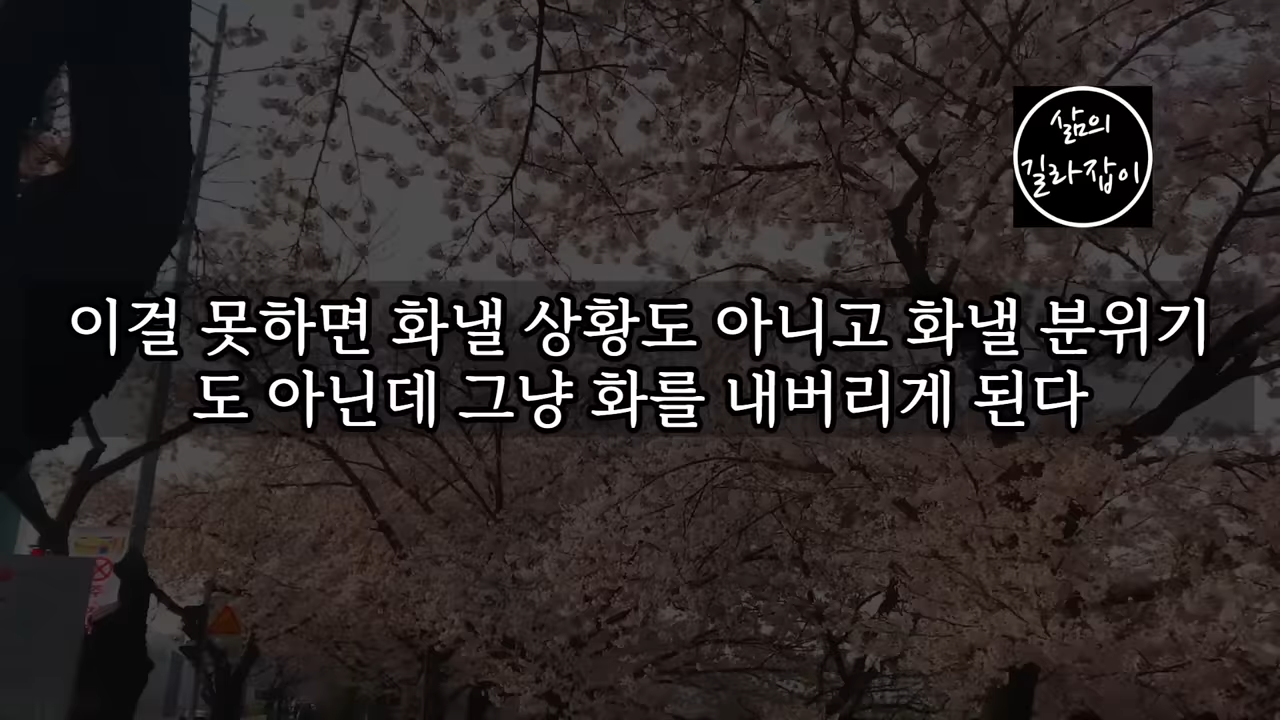 삶의
길라잡이
이걸 못하면 화낼 상황도 아니고 화낼 분위기
도 아닌데 그냥 화를 내버리게 된다